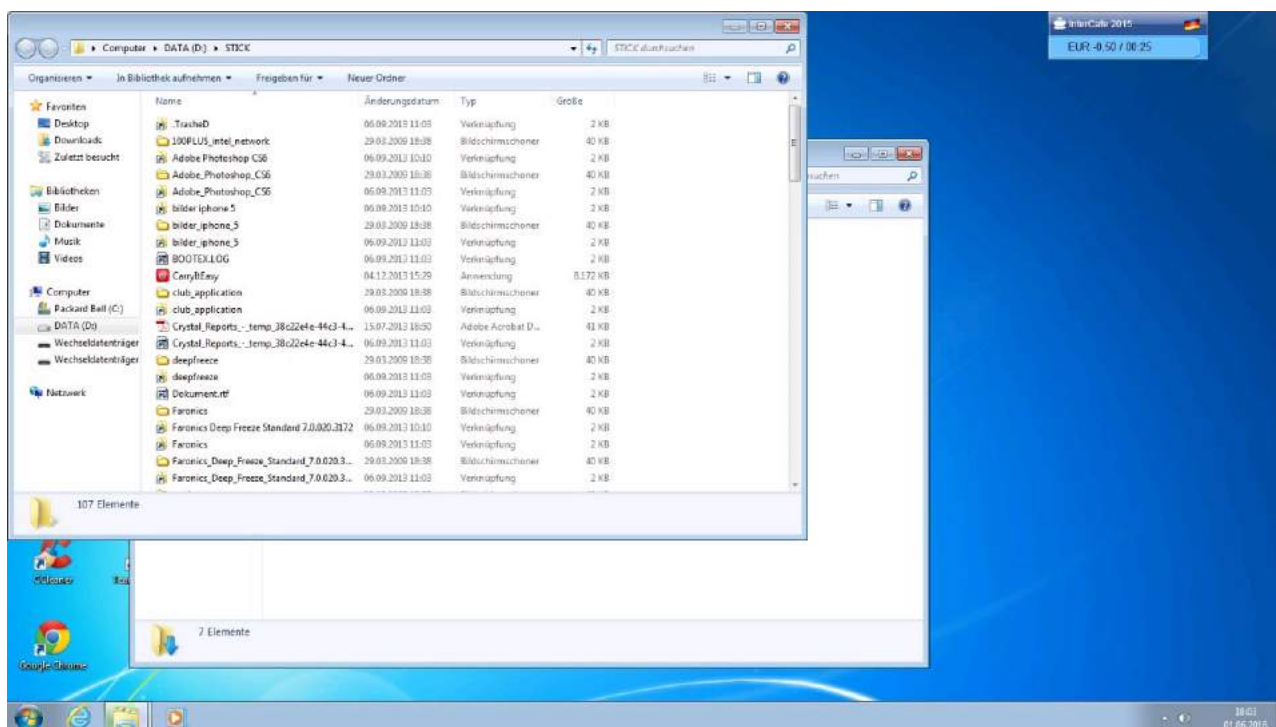 InterCafe 2015
EUR -0,50 / 00:25
Computer DATA (D:) STICK
STICK durchsuchen
Organisieren In Bibliothek aufnehmen Freigeben für Neuer Ordner
Name Änderungsdatum Typ Größe
Favoriten
Desktop
Downloads
Zuletzt besucht
Bibliotheken
Bilder
Dokumente
Musik
Videos
Computer
Packard Bell (C:)
DATA (D:)
Wechseldatenträger
Wechseldatenträger
Netzwerk
.TrasheD 06.09.2013 11:03 Verknüpfung 2 KB
100PLUS_intel_network 29.03.2009 18:38 Bildschirmschoner 40 KB
Adobe Photoshop CS6 06.09.2013 10:10 Verknüpfung 2 KB
Adobe_Photoshop_CS6 29.03.2009 18:38 Bildschirmschoner 40 KB
Adobe_Photoshop_CS6 06.09.2013 11:03 Verknüpfung 2 KB
bilder iphone 5 06.09.2013 10:10 Verknüpfung 2 KB
bilder_iphone_5 29.03.2009 18:38 Bildschirmschoner 40 KB
bilder_iphone_5 06.09.2013 11:03 Verknüpfung 2 KB
BOOTEX.LOG 06.09.2013 11:03 Verknüpfung 2 KB
CarryItEasy 04.12.2013 15:29 Anwendung 8.172 KB
club_application 29.03.2009 18:38 Bildschirmschoner 40 KB
club_application 06.09.2013 11:03 Verknüpfung 2 KB
Crystal_Reports_-_temp_38c22e4e-44c3-4... 15.07.2013 18:50 Adobe Acrobat D... 41 KB
Crystal_Reports_-_temp_38c22e4e-44c3-4... 06.09.2013 11:03 Verknüpfung 2 KB
deepfreeze 29.03.2009 18:38 Bildschirmschoner 40 KB
deepfreeze 06.09.2013 11:03 Verknüpfung 2 KB
Dokument.rtf 06.09.2013 11:03 Verknüpfung 2 KB
Faronics 29.03.2009 18:38 Bildschirmschoner 40 KB
Faronics Deep Freeze Standard 7.0.020.3172 06.09.2013 10:10 Verknüpfung 2 KB
Faronics 06.09.2013 11:03 Verknüpfung 2 KB
Faronics_Deep_Freeze_Standard_7.0.020.3... 29.03.2009 18:38 Bildschirmschoner 40 KB
Faronics_Deep_Freeze_Standard_7.0.020.3... 06.09.2013 11:03 Verknüpfung 2 KB
107 Elemente
CCleaner
7 Elemente
Google Chrome
18:03
01.06.2016